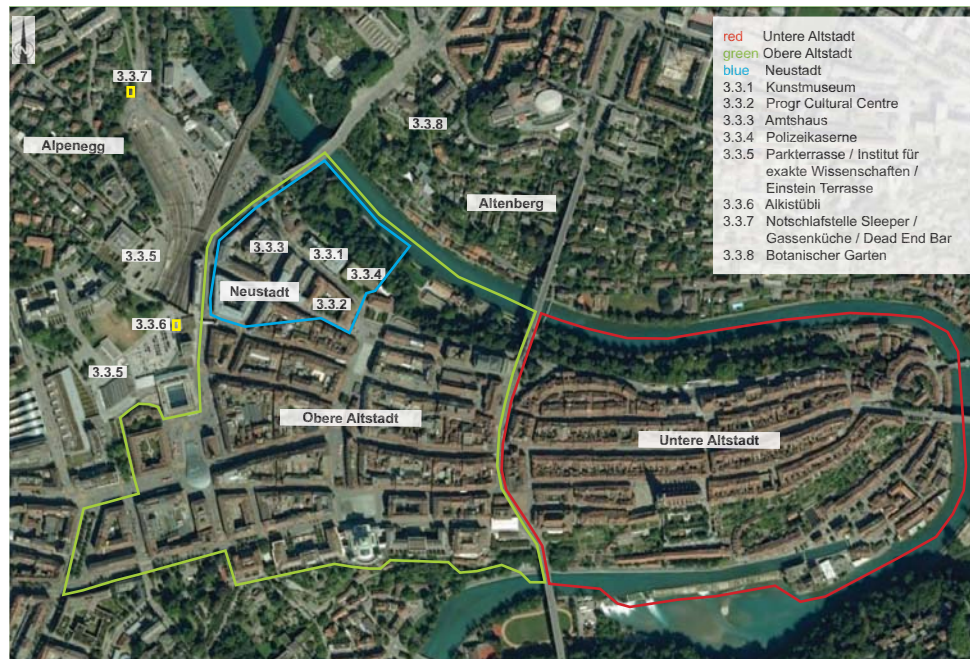 red Untere Altstadt
green Obere Altstadt
blue Neustadt
3.3.1 Kunstmuseum
3.3.2 Progr Cultural Centre
3.3.3 Amtshaus
3.3.4 Polizeikaserne
3.3.5 Parkterrasse / Institut für
exakte Wissenschaften /
Einstein Terrasse
3.3.6 Alkistübli
3.3.7 Notschlafstelle Sleeper /
Gassenküche / Dead End Bar
3.3.8 Botanischer Garten
N
3.3.7
3.3.8
Alpenegg
Altenberg
3.3.3
3.3.1
3.3.5
3.3.4
Neustadt
3.3.2
3.3.6
3.3.5
Obere Altstadt
Untere Altstadt